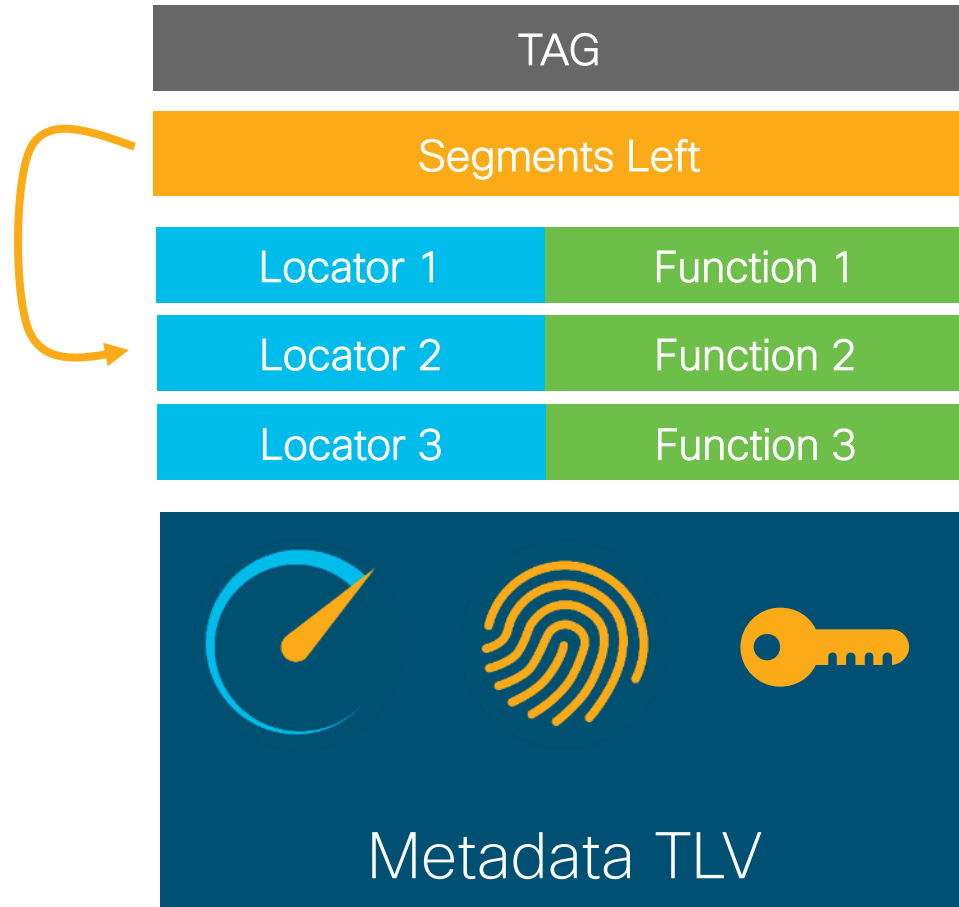 TAG
Segments Left
Locator 1 Function 1
Locator 2 Function 2
Locator 3 Function 3
Metadata TLV